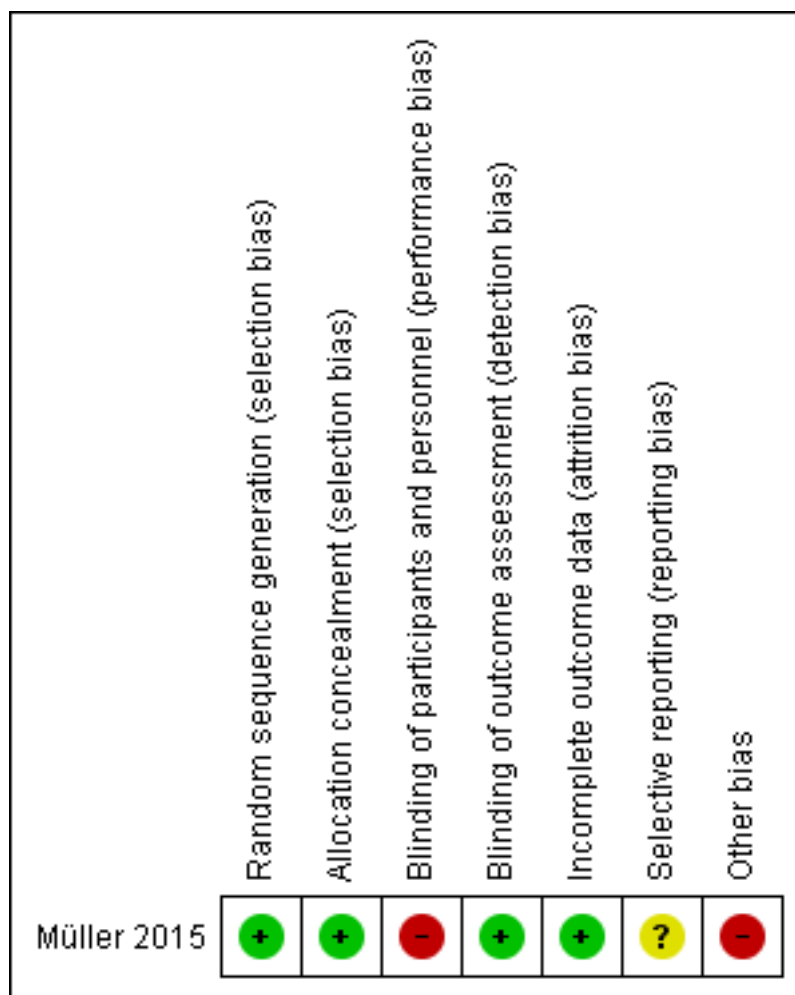 Random sequence generation (selection bias)
Allocation concealment (selection bias)
Blinding of participants and personnel (performance bias)
Blinding of outcome assessment (detection bias)
Incomplete outcome data (attrition bias)
Selective reporting (reporting bias)
Other bias
Müller 2015 + + - + + ? -